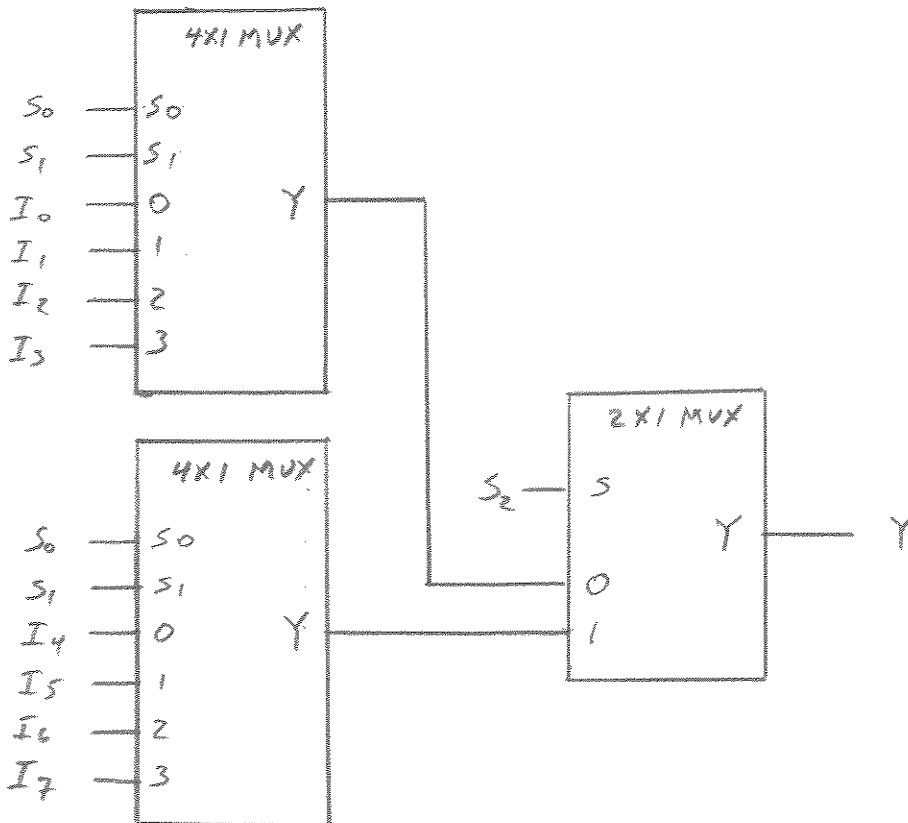 4X1 MUX
S0 S0
S1 S1
I0 0 Y
I1 1
I2 2
I3 3
4X1 MUX
S0 S0
S1 S1
I4 0 Y
I5 1
I6 2
I7 3
2X1 MUX
S2 S
Y Y
0
1